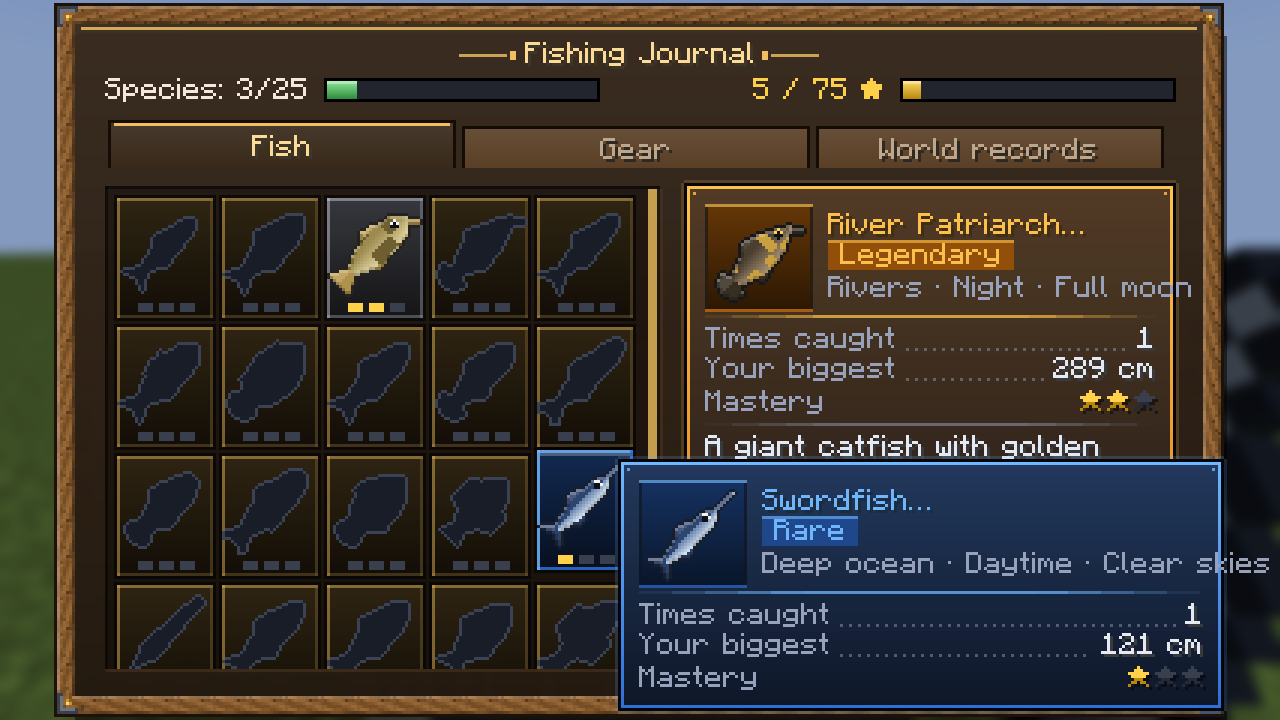 Fishing Journal
Species: 3/25
5 / 75
Fish
Gear
World records
River Patriarch...
Legendary
Rivers · Night · Full moon
Times caught 1
Your biggest 289 cm
Mastery
A giant catfish with golden
Swordfish...
Rare
Deep ocean · Daytime · Clear skies
Times caught 1
Your biggest 121 cm
Mastery